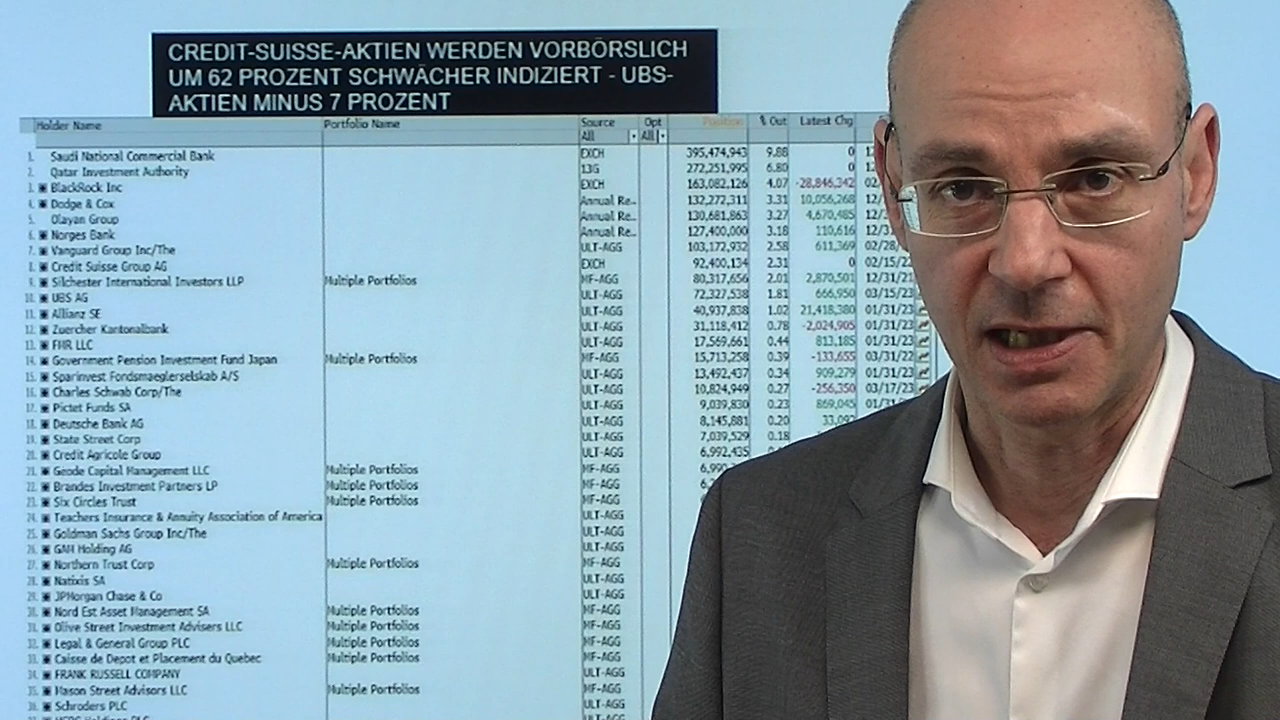 CREDIT-SUISSE-AKTIEN WERDEN VORBÖRSLICH
UM 62 PROZENT SCHWÄCHER INDIZIERT - UBS-
AKTIEN MINUS 7 PROZENT
Holder Name Portfolio Name Source Opt Position % Out Latest Chg
All All
1. Saudi National Commercial Bank EXCH 395,474,943 9.88 0
2. Qatar Investment Authority 13G 272,251,995 6.80 0
3. BlackRock Inc EXCH 163,082,126 4.07 -28,846,342
4. Dodge & Cox Annual Re... 132,272,311 3.31 10,056,268
5. Olayan Group Annual Re... 130,681,863 3.27 4,670,485
6. Norges Bank Annual Re... 127,400,000 3.18 110,616
7. Vanguard Group Inc/The ULT-AGG 103,172,932 2.58 611,369 02/28/
8. Credit Suisse Group AG EXCH 92,400,134 2.31 0 02/15/2
9. Silchester International Investors LLP Multiple Portfolios MF-AGG 80,317,656 2.01 2,870,501 12/31/2
10. UBS AG ULT-AGG 72,327,538 1.81 666,950 03/15/23
11. Allianz SE ULT-AGG 40,937,838 1.02 21,418,380 01/31/23
12. Zuercher Kantonalbank ULT-AGG 31,118,412 0.78 -2,024,905 01/31/23
13. FMR LLC ULT-AGG 17,569,661 0.44 813,185 01/31/23
14. Government Pension Investment Fund Japan Multiple Portfolios MF-AGG 15,713,258 0.39 -133,655 03/31/22
15. Sparinvest Fondsmaeglerselskab A/S ULT-AGG 13,492,437 0.34 909,279 01/31/23
16. Charles Schwab Corp/The ULT-AGG 10,824,949 0.27 -256,350 03/17/23
17. Pictet Funds SA ULT-AGG 9,039,830 0.23 869,045 01/31/
18. Deutsche Bank AG ULT-AGG 8,145,881 0.20
19. State Street Corp ULT-AGG 7,039,529 0.18
20. Credit Agricole Group ULT-AGG 6,992,435
21. Geode Capital Management LLC Multiple Portfolios MF-AGG
22. Brandes Investment Partners LP Multiple Portfolios MF-AGG
23. Six Circles Trust Multiple Portfolios MF-AGG
24. Teachers Insurance & Annuity Association of America ULT-AGG
25. Goldman Sachs Group Inc/The ULT-AGG
26. GAM Holding AG ULT-AGG
27. Northern Trust Corp Multiple Portfolios MF-AGG
28. Natixis SA ULT-AGG
29. JPMorgan Chase & Co ULT-AGG
30. Nord Est Asset Management SA Multiple Portfolios MF-AGG
31. Olive Street Investment Advisers LLC Multiple Portfolios MF-AGG
32. Legal & General Group PLC Multiple Portfolios MF-AGG
33. Caisse de Depot et Placement du Quebec Multiple Portfolios MF-AGG
34. FRANK RUSSELL COMPANY ULT-AGG
35. Mason Street Advisors LLC Multiple Portfolios MF-AGG
36. Schroders PLC ULT-AGG